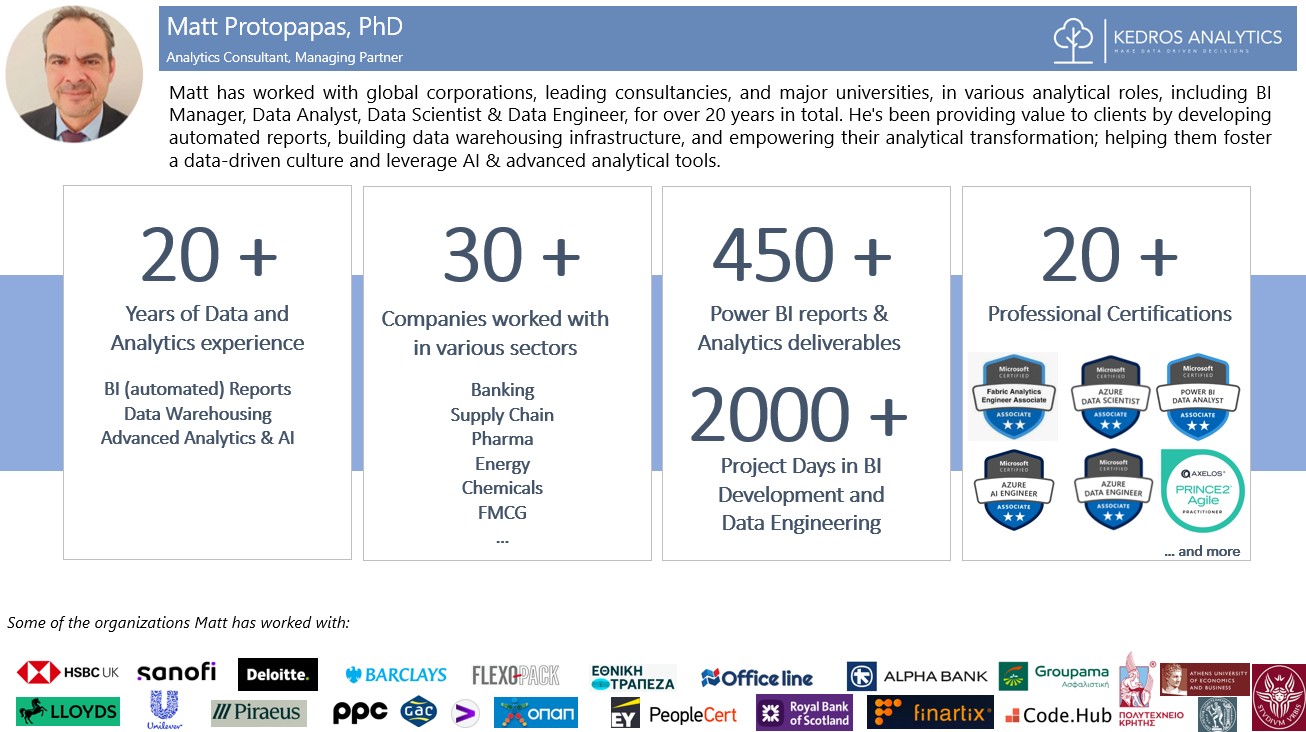 Matt Protopapas, PhD
Analytics Consultant, Managing Partner
KEDROS ANALYTICS
MAKE DATA DRIVEN DECISIONS
Matt has worked with global corporations, leading consultancies, and major universities, in various analytical roles, including BI
Manager, Data Analyst, Data Scientist & Data Engineer, for over 20 years in total. He's been providing value to clients by developing
automated reports, building data warehousing infrastructure, and empowering their analytical transformation; helping them foster
a data-driven culture and leverage AI & advanced analytical tools.
20 +
Years of Data and
Analytics experience
BI (automated) Reports
Data Warehousing
Advanced Analytics & AI
30 +
Companies worked with
in various sectors
Banking
Supply Chain
Pharma
Energy
Chemicals
FMCG
...
450 +
Power BI reports &
Analytics deliverables
2000 +
Project Days in BI
Development and
Data Engineering
20 +
Professional Certifications
Microsoft
CERTIFIED
Fabric Analytics
Engineer Associate
ASSOCIATE
Microsoft
CERTIFIED
AZURE
DATA SCIENTIST
ASSOCIATE
Microsoft
CERTIFIED
POWER BI
DATA ANALYST
ASSOCIATE
Microsoft
CERTIFIED
AZURE
AI ENGINEER
ASSOCIATE
Microsoft
CERTIFIED
AZURE
DATA ENGINEER
ASSOCIATE
AXELOS
PRINCE2
Agile
PRACTITIONER
... and more
Some of the organizations Matt has worked with:
HSBC UK
sanofi
Deloitte.
BARCLAYS
FLEXOPACK
ΕΘΝΙΚΗ
ΤΡΑΠΕΖΑ
Office line
ALPHA BANK
Groupama
Ασφαλιστική
ΠΟΛΥΤΕΧΝΕΙΟ
ΚΡΗΤΗΣ
ATHENS UNIVERSITY
OF ECONOMICS
AND BUSINESS
LLOYDS
Unilever
Piraeus
ppc
GAC
οπαπ
EY
PeopleCert
Royal Bank
of Scotland
finartix
Code.Hub
STVDIVM VRBIS